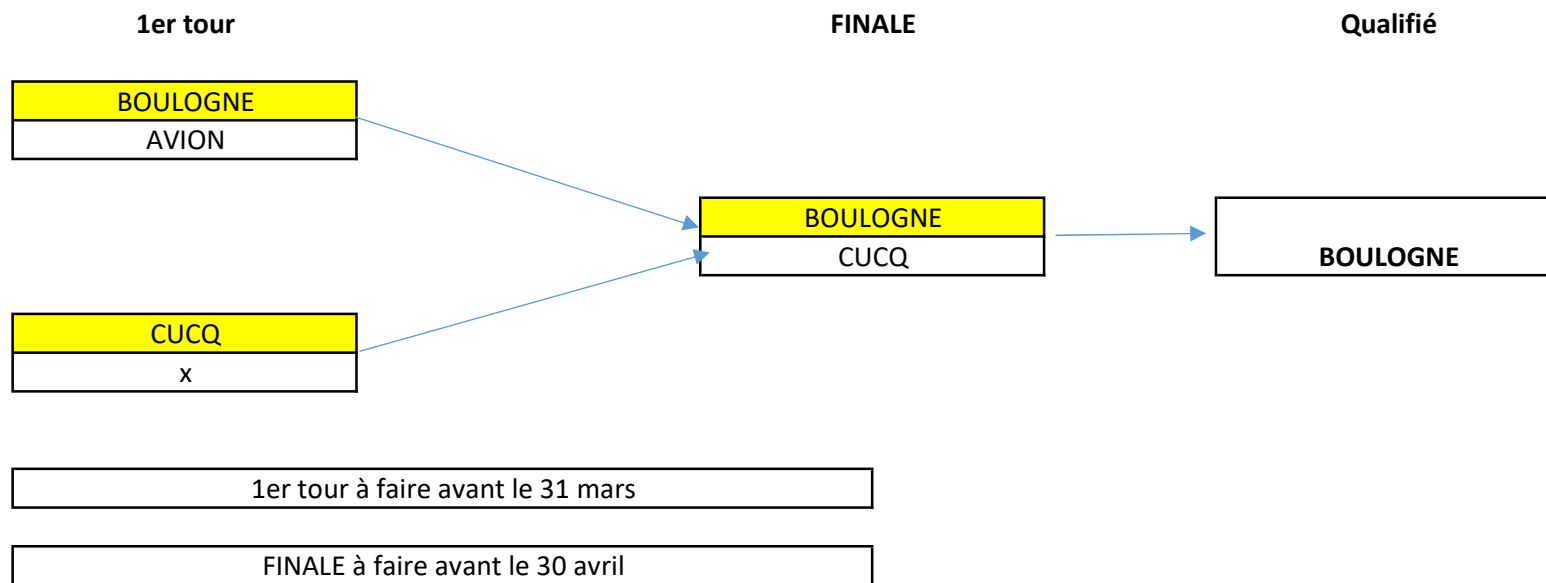 1er tour
FINALE
Qualifié
BOULOGNE
AVION
BOULOGNE
CUCQ
BOULOGNE
CUCQ
x
1er tour à faire avant le 31 mars
FINALE à faire avant le 30 avril